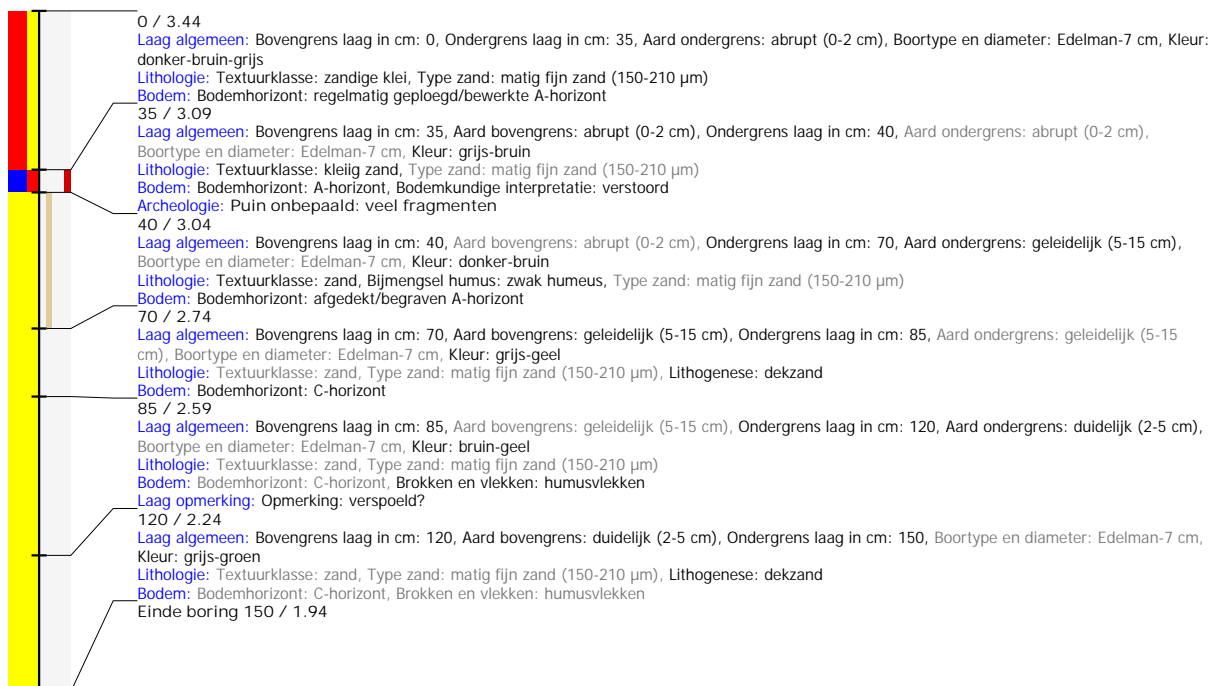 0 / 3.44
Laag algemeen: Bovengrens laag in cm: 0, Ondergrens laag in cm: 35, Aard ondergrens: abrupt (0-2 cm), Boortype en diameter: Edelman-7 cm, Kleur:
donker-bruin-grijs
Lithologie: Textuurklasse: zandige klei, Type zand: matig fijn zand (150-210 µm)
Bodem: Bodemhorizont: regelmatig geploegd/bewerkte A-horizont
35 / 3.09
Laag algemeen: Bovengrens laag in cm: 35, Aard bovengrens: abrupt (0-2 cm), Ondergrens laag in cm: 40, Aard ondergrens: abrupt (0-2 cm),
Boortype en diameter: Edelman-7 cm, Kleur: grijs-bruin
Lithologie: Textuurklasse: kleiig zand, Type zand: matig fijn zand (150-210 µm)
Bodem: Bodemhorizont: A-horizont, Bodemkundige interpretatie: verstoord
Archeologie: Puin onbepaald: veel fragmenten
40 / 3.04
Laag algemeen: Bovengrens laag in cm: 40, Aard bovengrens: abrupt (0-2 cm), Ondergrens laag in cm: 70, Aard ondergrens: geleidelijk (5-15 cm),
Boortype en diameter: Edelman-7 cm, Kleur: donker-bruin
Lithologie: Textuurklasse: zand, Bijmengsel humus: zwak humeus, Type zand: matig fijn zand (150-210 µm)
Bodem: Bodemhorizont: afgedekt/begraven A-horizont
70 / 2.74
Laag algemeen: Bovengrens laag in cm: 70, Aard bovengrens: geleidelijk (5-15 cm), Ondergrens laag in cm: 85, Aard ondergrens: geleidelijk (5-15
cm), Boortype en diameter: Edelman-7 cm, Kleur: grijs-geel
Lithologie: Textuurklasse: zand, Type zand: matig fijn zand (150-210 µm), Lithogenese: dekzand
Bodem: Bodemhorizont: C-horizont
85 / 2.59
Laag algemeen: Bovengrens laag in cm: 85, Aard bovengrens: geleidelijk (5-15 cm), Ondergrens laag in cm: 120, Aard ondergrens: duidelijk (2-5 cm),
Boortype en diameter: Edelman-7 cm, Kleur: bruin-geel
Lithologie: Textuurklasse: zand, Type zand: matig fijn zand (150-210 µm)
Bodem: Bodemhorizont: C-horizont, Brokken en vlekken: humusvlekken
Laag opmerking: Opmerking: verspoeld?
120 / 2.24
Laag algemeen: Bovengrens laag in cm: 120, Aard bovengrens: duidelijk (2-5 cm), Ondergrens laag in cm: 150, Boortype en diameter: Edelman-7 cm,
Kleur: grijs-groen
Lithologie: Textuurklasse: zand, Type zand: matig fijn zand (150-210 µm), Lithogenese: dekzand
Bodem: Bodemhorizont: C-horizont, Brokken en vlekken: humusvlekken
Einde boring 150 / 1.94